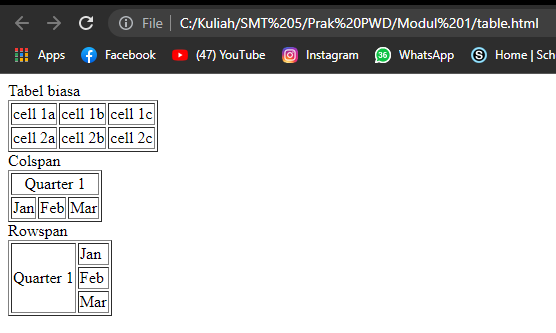 File C:/Kuliah/SMT%205/Prak%20PWD/Modul%201/table.html
Apps Facebook (47) YouTube Instagram 36 WhatsApp S Home | Sch
Tabel biasa
cell 1a cell 1b cell 1c
cell 2a cell 2b cell 2c
Colspan
Quarter 1
Jan Feb Mar
Rowspan
Quarter 1 Jan
Feb
Mar